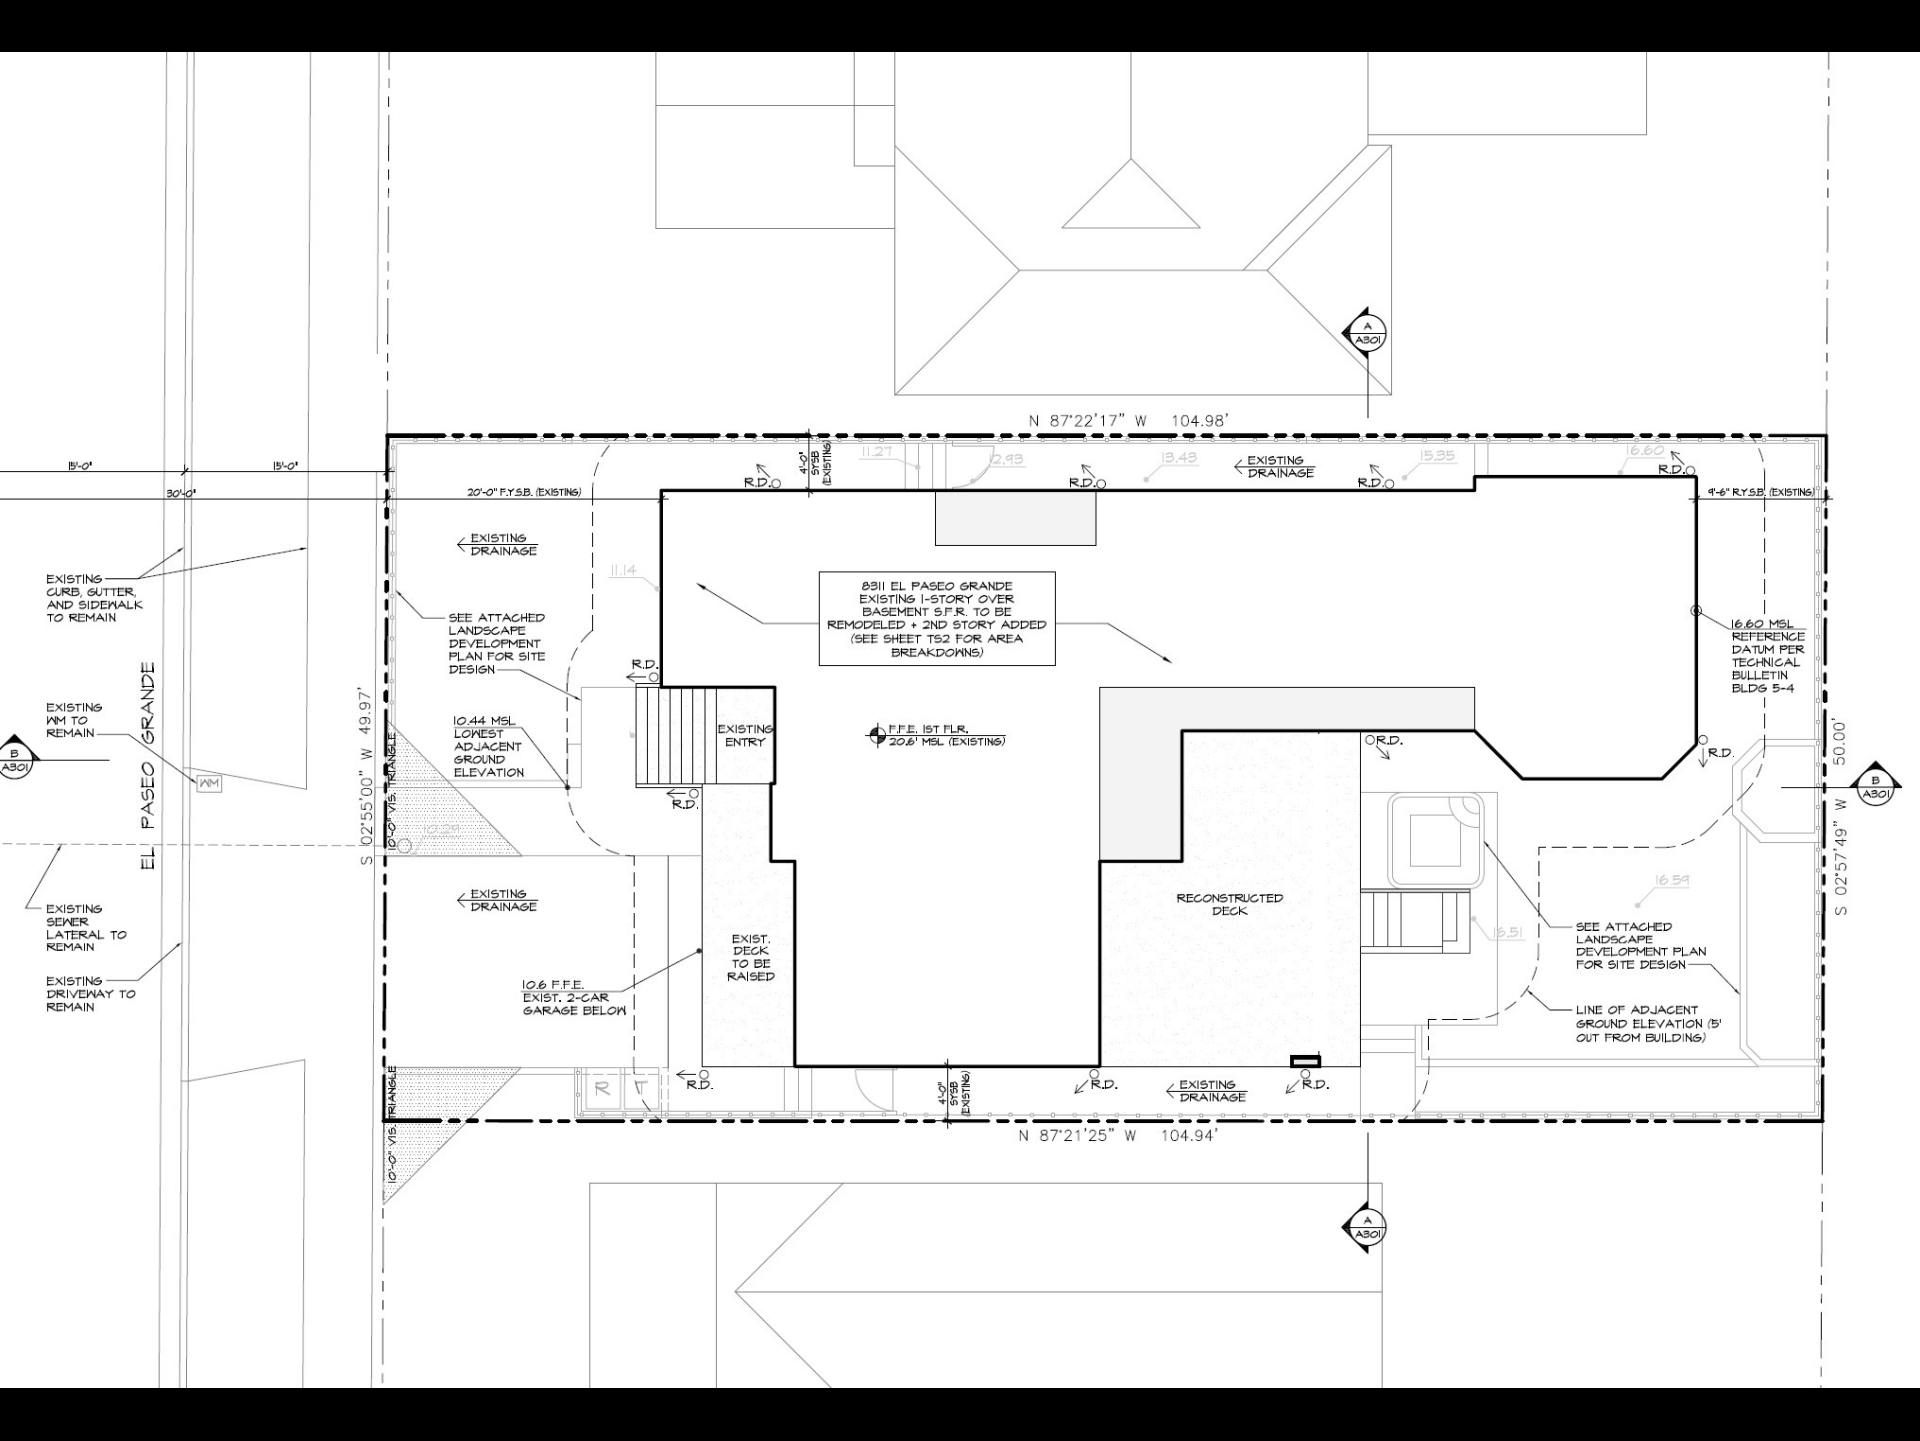 A
A301
N 87°22'17" W 104.98'
15'-0"
15'-0"
30'-0"
20'-0" F.Y.S.B. (EXISTING)
4'-0"
SYSB
(EXISTING)
11.27
12.93
13.43
EXISTING
DRAINAGE
15.35
16.60
R.D.
R.D.
R.D.
R.D.
9'-6" R.Y.S.B. (EXISTING)
EXISTING
DRAINAGE
11.14
EXISTING
CURB, GUTTER,
AND SIDEWALK
TO REMAIN
8311 EL PASEO GRANDE
EXISTING 1-STORY OVER
BASEMENT S.F.R. TO BE
REMODELED + 2ND STORY ADDED
(SEE SHEET TS2 FOR AREA
BREAKDOWNS)
SEE ATTACHED
LANDSCAPE
DEVELOPMENT
PLAN FOR SITE
DESIGN
16.60 MSL
REFERENCE
DATUM PER
TECHNICAL
BULLETIN
BLDG 5-4
R.D.
EL PASEO GRANDE
S 02°55'00" W 49.97'
EXISTING
WM TO
REMAIN
10.44 MSL
LOWEST
ADJACENT
GROUND
ELEVATION
EXISTING
ENTRY
F.F.E. 1ST FLR.
20.6' MSL (EXISTING)
R.D.
R.D.
B
A301
WM
10'-0" VIS. TRIANGLE
R.D.
B
A301
S 02°57'49" W 50.00'
10.29
EXISTING
DRAINAGE
RECONSTRUCTED
DECK
16.59
EXISTING
SEWER
LATERAL TO
REMAIN
EXIST.
DECK
TO BE
RAISED
16.51
SEE ATTACHED
LANDSCAPE
DEVELOPMENT PLAN
FOR SITE DESIGN
EXISTING
DRIVEWAY TO
REMAIN
10.6 F.F.E.
EXIST. 2-CAR
GARAGE BELOW
LINE OF ADJACENT
GROUND ELEVATION (5'
OUT FROM BUILDING)
10'-0" VIS. TRIANGLE
R
T
R.D.
4'-0"
SYSB
(EXISTING)
R.D.
EXISTING
DRAINAGE
R.D.
N 87°21'25" W 104.94'
A
A301